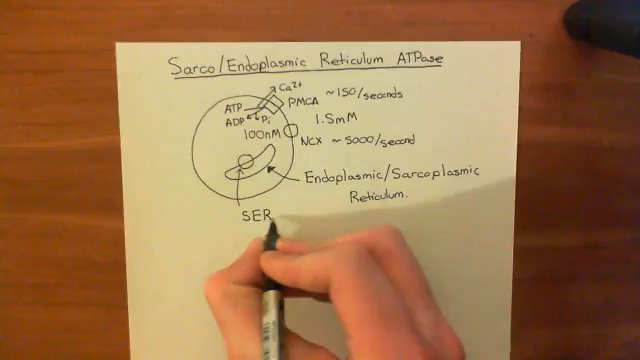 Sarco/Endoplasmic Reticulum ATPase
Ca2+
ATP
PMCA ~150/seconds
ADP Pi
1.5mM
100nM
NCX ~5000/second
Endoplasmic/Sarcoplasmic
Reticulum.
SER